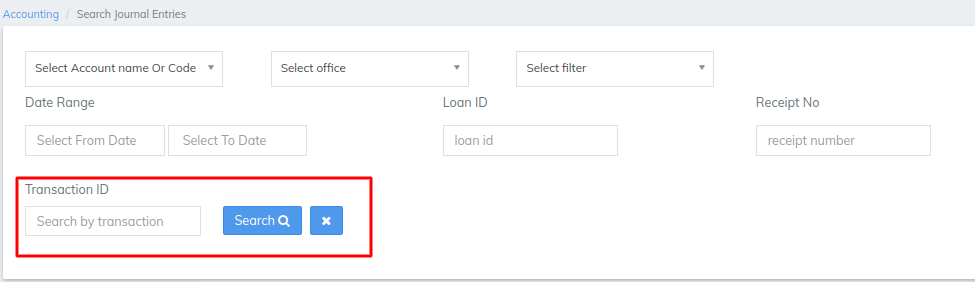 Accounting / Search Journal Entries
Select Account name Or Code Select office Select filter
Date Range Loan ID Receipt No
Select From Date Select To Date loan id receipt number
Transaction ID
Search by transaction Search